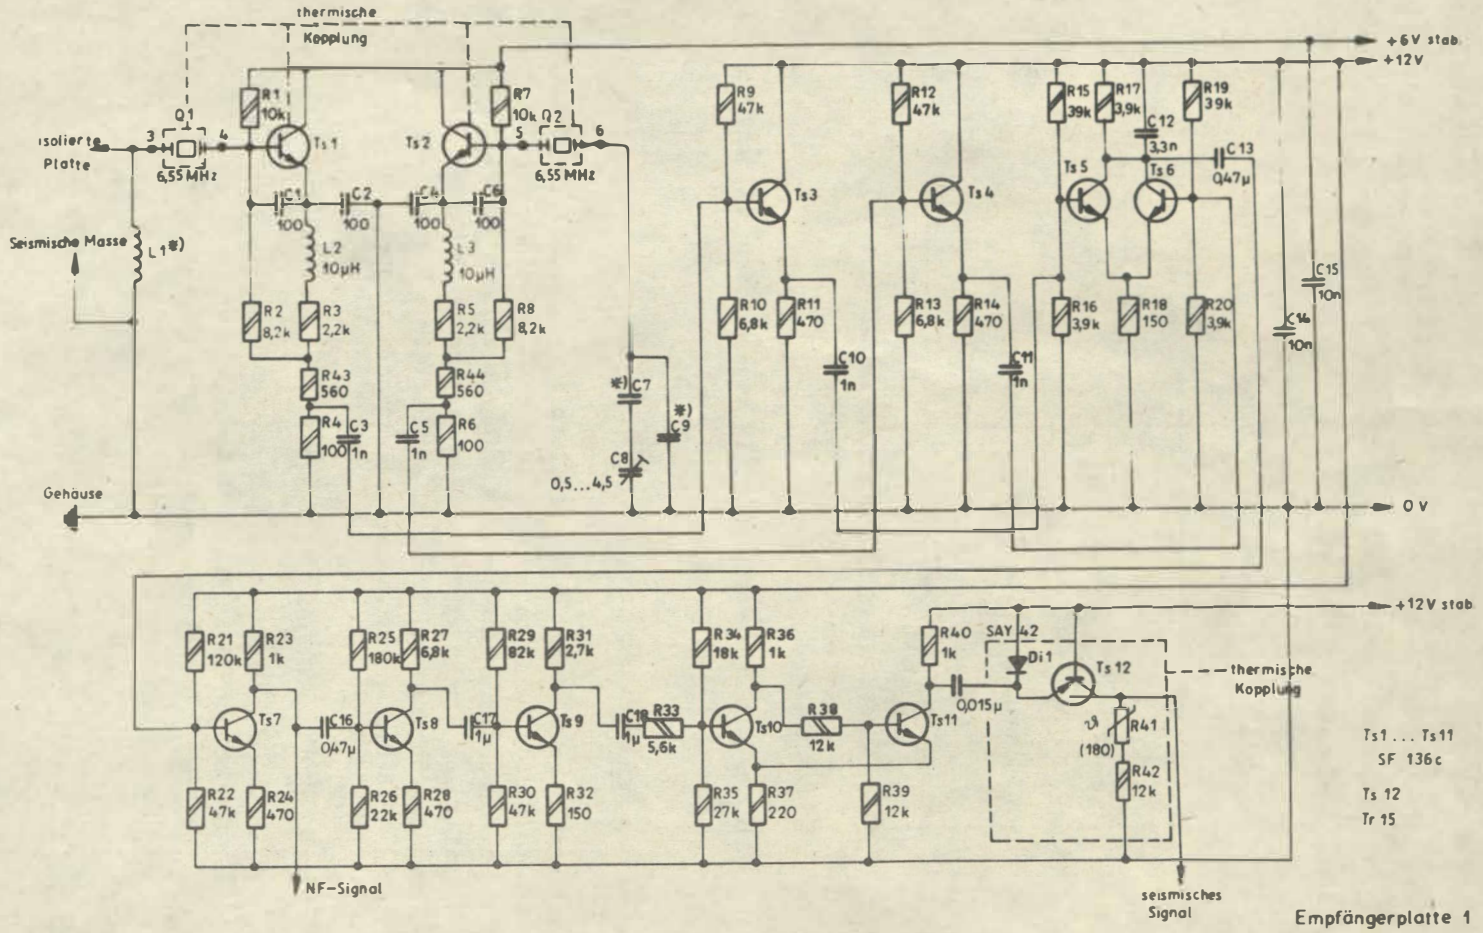 thermische
Kopplung
+6V stab.
+12V
Q1
R1
10k
R7
10k
Q2
isolierte
Platte
3
4
6,55MHz
Ts1
Ts2
5
6
6,55MHz
C1
100
C2
100
C4
100
C6
100
Seismische Masse
L1*)
L2
10µH
L3
10µH
R2
8,2k
R3
2,2k
R5
2,2k
R8
8,2k
R43
560
R44
560
R4
100
C3
1n
C5
1n
R6
100
*) C7
*)
C9
C8
0,5...4,5
Gehäuse
0V
R9
47k
R12
47k
R15
39k
R17
3,9k
R19
39k
C12
3,3n
C13
0,47µ
Ts3
Ts4
Ts5
Ts6
R10
6,8k
R11
470
R13
6,8k
R14
470
R16
3,9k
R18
150
R20
3,9k
C10
1n
C11
1n
C15
10n
C14
10n
+12V stab.
R21
120k
R23
1k
R25
180k
R27
6,8k
R29
82k
R31
2,7k
R34
18k
R36
1k
R40
1k
SAY 42
Di1
Ts12
thermische
Kopplung
Ts7
C16
0,47µ
Ts8
C17
1µ
Ts9
C18
1µ
R33
5,6k
Ts10
R38
12k
Ts11
0,015µ
ϑ
(180)
R41
R42
12k
R22
47k
R24
470
R26
22k
R28
470
R30
47k
R32
150
R35
27k
R37
220
R39
12k
Ts1 ... Ts11
SF 136c
Ts 12
Tr 15
NF-Signal
seismisches
Signal
Empfängerplatte 1